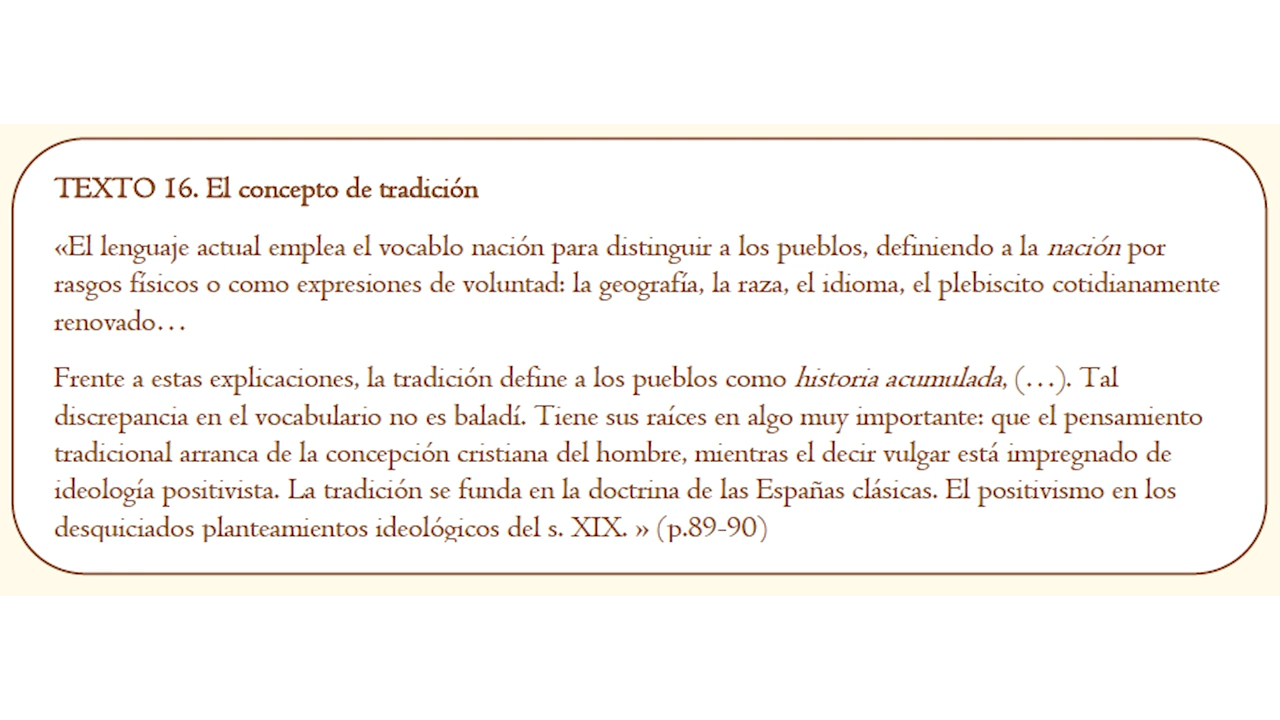 TEXTO 16. El concepto de tradición
«El lenguaje actual emplea el vocablo nación para distinguir a los pueblos, definiendo a la nación por
rasgos físicos o como expresiones de voluntad: la geografía, la raza, el idioma, el plebiscito cotidianamente
renovado…
Frente a estas explicaciones, la tradición define a los pueblos como historia acumulada, (…). Tal
discrepancia en el vocabulario no es baladí. Tiene sus raíces en algo muy importante: que el pensamiento
tradicional arranca de la concepción cristiana del hombre, mientras el decir vulgar está impregnado de
ideología positivista. La tradición se funda en la doctrina de las Españas clásicas. El positivismo en los
desquiciados planteamientos ideológicos del s. XIX. » (p.89-90)